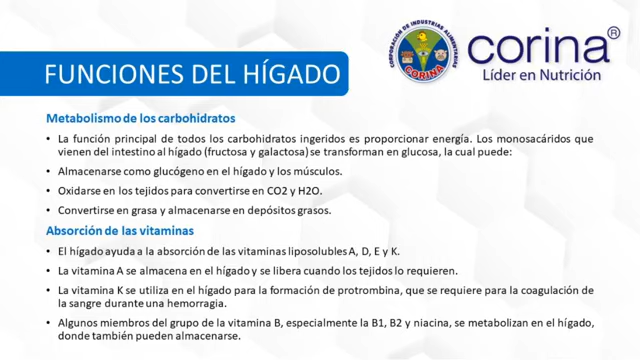 FUNCIONES DEL HÍGADO
CORPORACIÓN DE INDUSTRIAS ALIMENTARIAS
CORINA
corina®
Líder en Nutrición
Metabolismo de los carbohidratos
• La función principal de todos los carbohidratos ingeridos es proporcionar energía. Los monosacáridos que
vienen del intestino al hígado (fructosa y galactosa) se transforman en glucosa, la cual puede:
• Almacenarse como glucógeno en el hígado y los músculos.
• Oxidarse en los tejidos para convertirse en CO2 y H2O.
• Convertirse en grasa y almacenarse en depósitos grasos.
Absorción de las vitaminas
• El hígado ayuda a la absorción de las vitaminas liposolubles A, D, E y K.
• La vitamina A se almacena en el hígado y se libera cuando los tejidos lo requieren.
• La vitamina K se utiliza en el hígado para la formación de protrombina, que se requiere para la coagulación de
la sangre durante una hemorragia.
• Algunos miembros del grupo de la vitamina B, especialmente la B1, B2 y niacina, se metabolizan en el hígado,
donde también pueden almacenarse.